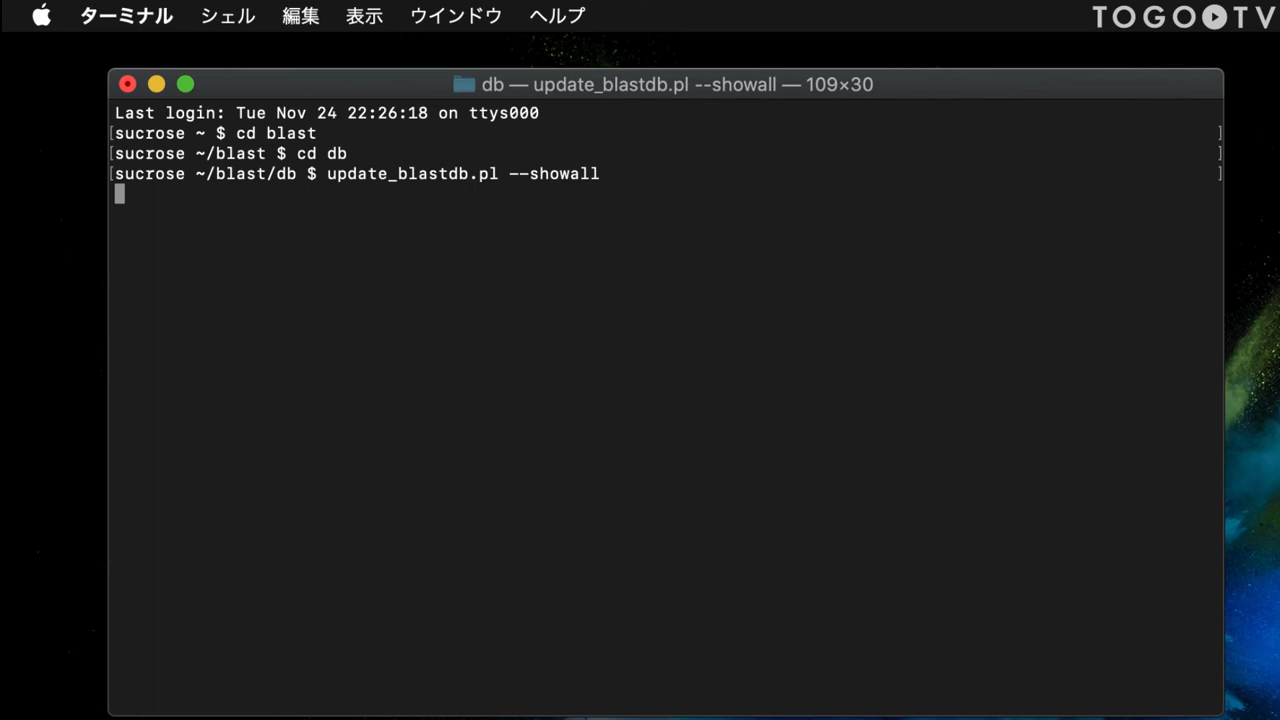 ターミナル シェル 編集 表示 ウインドウ ヘルプ
TOGO TV
db — update_blastdb.pl --showall — 109×30
Last login: Tue Nov 24 22:26:18 on ttys000
[sucrose ~ $ cd blast ]
[sucrose ~/blast $ cd db ]
[sucrose ~/blast/db $ update_blastdb.pl --showall ]